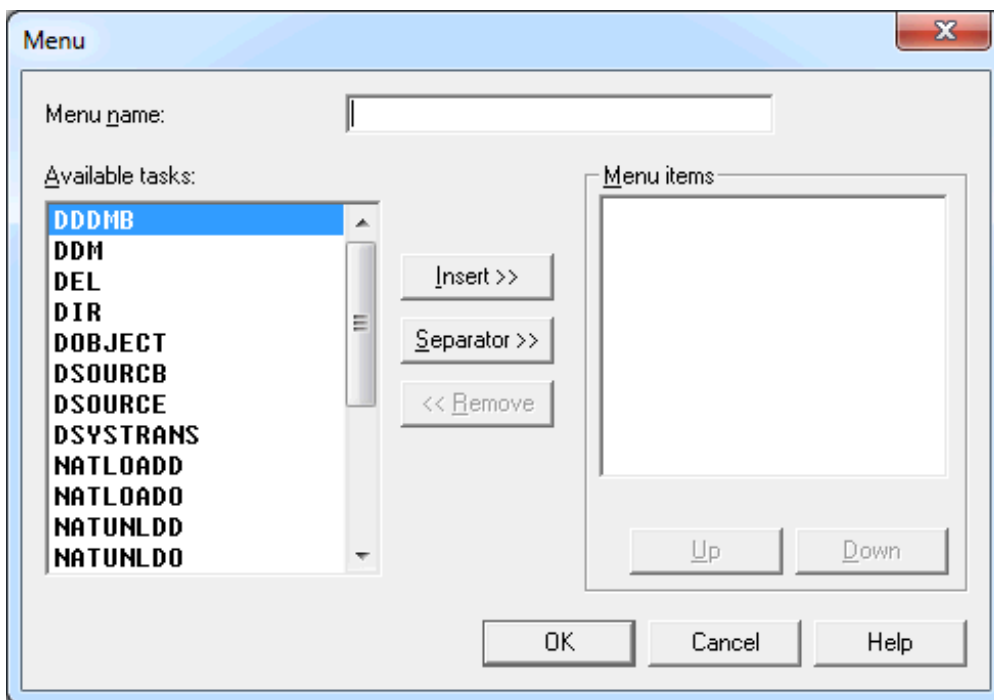 Menu
Menu name:
Available tasks:
DDDMB
DDM
DEL
DIR
DOBJECT
DSOURCB
DSOURCE
DSYSTRANS
NATLOADD
NATLOADO
NATUNLDD
NATUNLDO
Insert >>
Separator >>
<< Remove
Menu items
Up
Down
OK
Cancel
Help